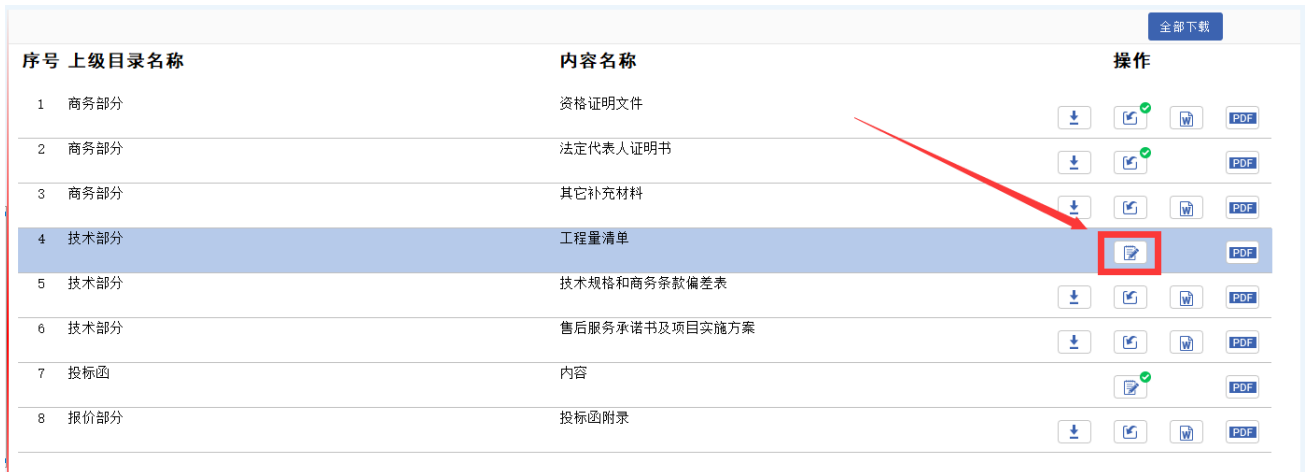 全部下载
序号 上级目录名称 内容名称 操作
1 商务部分 资格证明文件 W PDF
2 商务部分 法定代表人证明书 PDF
3 商务部分 其它补充材料 W PDF
4 技术部分 工程量清单 PDF
5 技术部分 技术规格和商务条款偏差表 W PDF
6 技术部分 售后服务承诺书及项目实施方案 W PDF
7 投标函 内容 PDF
8 报价部分 投标函附录 W PDF